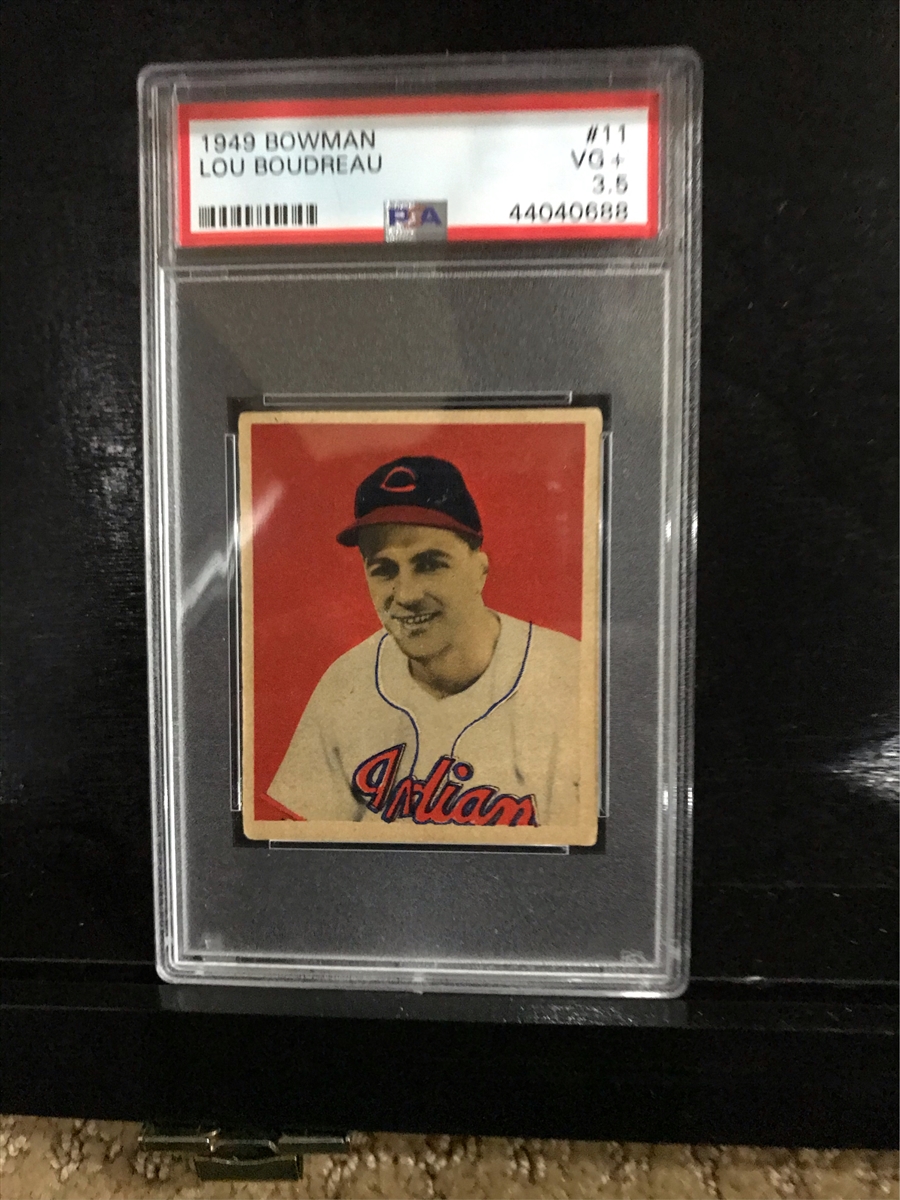 1949 BOWMAN #11
LOU BOUDREAU VG +
3.5
PSA 44040688
C
Indian